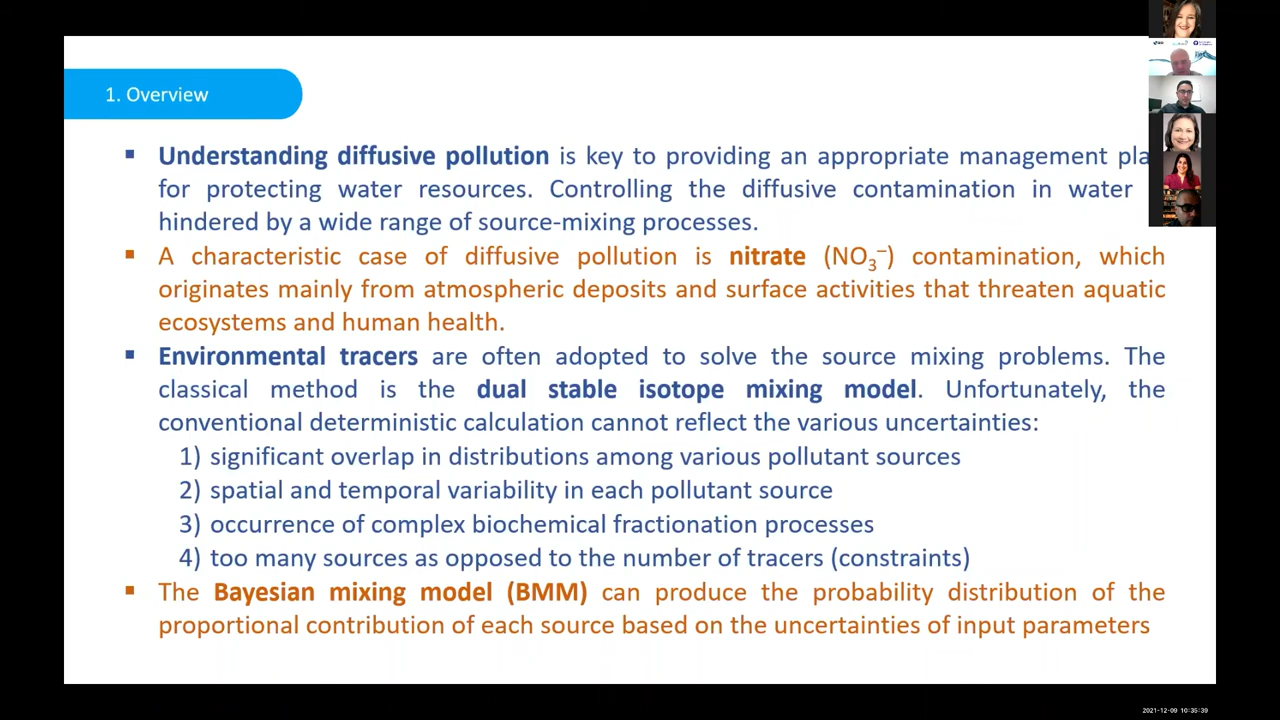 1. Overview
▪ Understanding diffusive pollution is key to providing an appropriate management pla
for protecting water resources. Controlling the diffusive contamination in water
hindered by a wide range of source-mixing processes.
▪ A characteristic case of diffusive pollution is nitrate (NO₃⁻) contamination, which
originates mainly from atmospheric deposits and surface activities that threaten aquatic
ecosystems and human health.
▪ Environmental tracers are often adopted to solve the source mixing problems. The
classical method is the dual stable isotope mixing model. Unfortunately, the
conventional deterministic calculation cannot reflect the various uncertainties:
1) significant overlap in distributions among various pollutant sources
2) spatial and temporal variability in each pollutant source
3) occurrence of complex biochemical fractionation processes
4) too many sources as opposed to the number of tracers (constraints)
▪ The Bayesian mixing model (BMM) can produce the probability distribution of the
proportional contribution of each source based on the uncertainties of input parameters
2021-12-09 10:35:39